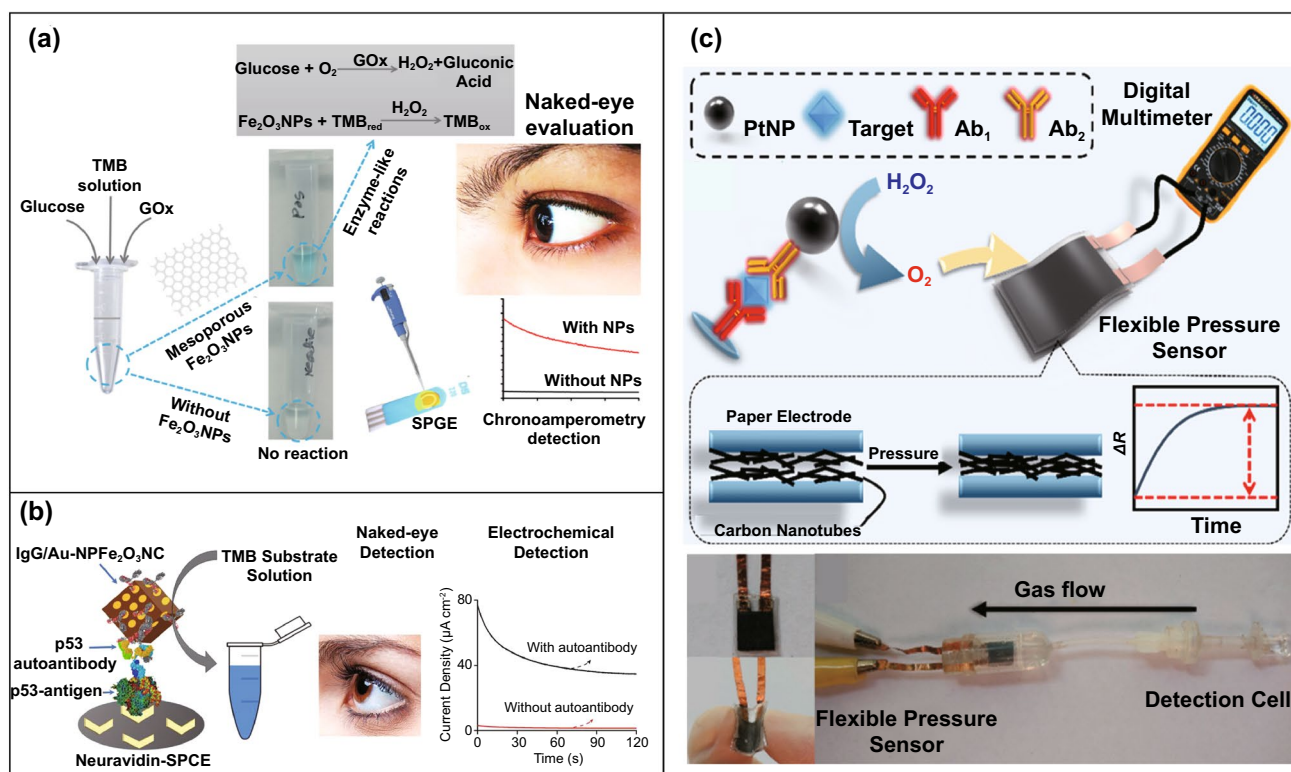 (a)
Glucose + O2 GOx H2O2+Gluconic
Acid
Fe2O3NPs + TMBred H2O2 TMBox
Naked-eye
evaluation
TMB
solution
Glucose
GOx
Pos
Enzyme-like
reactions
Mesoporous
Fe2O3NPs
Without
Fe2O3NPs
No reaction
SPGE
With NPs
Without NPs
Chronoamperometry
detection
(b)
IgG/Au-NPFe2O3NC
TMB Substrate
Solution
p53
autoantibody
p53-antigen
Neuravidin-SPCE
Naked-eye
Detection
Electrochemical
Detection
Current Density (µA cm-2)
80
40
0
With autoantibody
Without autoantibody
0 30 60 90 120
Time (s)
(c)
PtNP Target Ab1 Ab2
Digital
Multimeter
H2O2
O2
Flexible Pressure
Sensor
Paper Electrode
Pressure
Carbon Nanotubes
ΔR
Time
Gas flow
Flexible Pressure
Sensor
Detection Cell